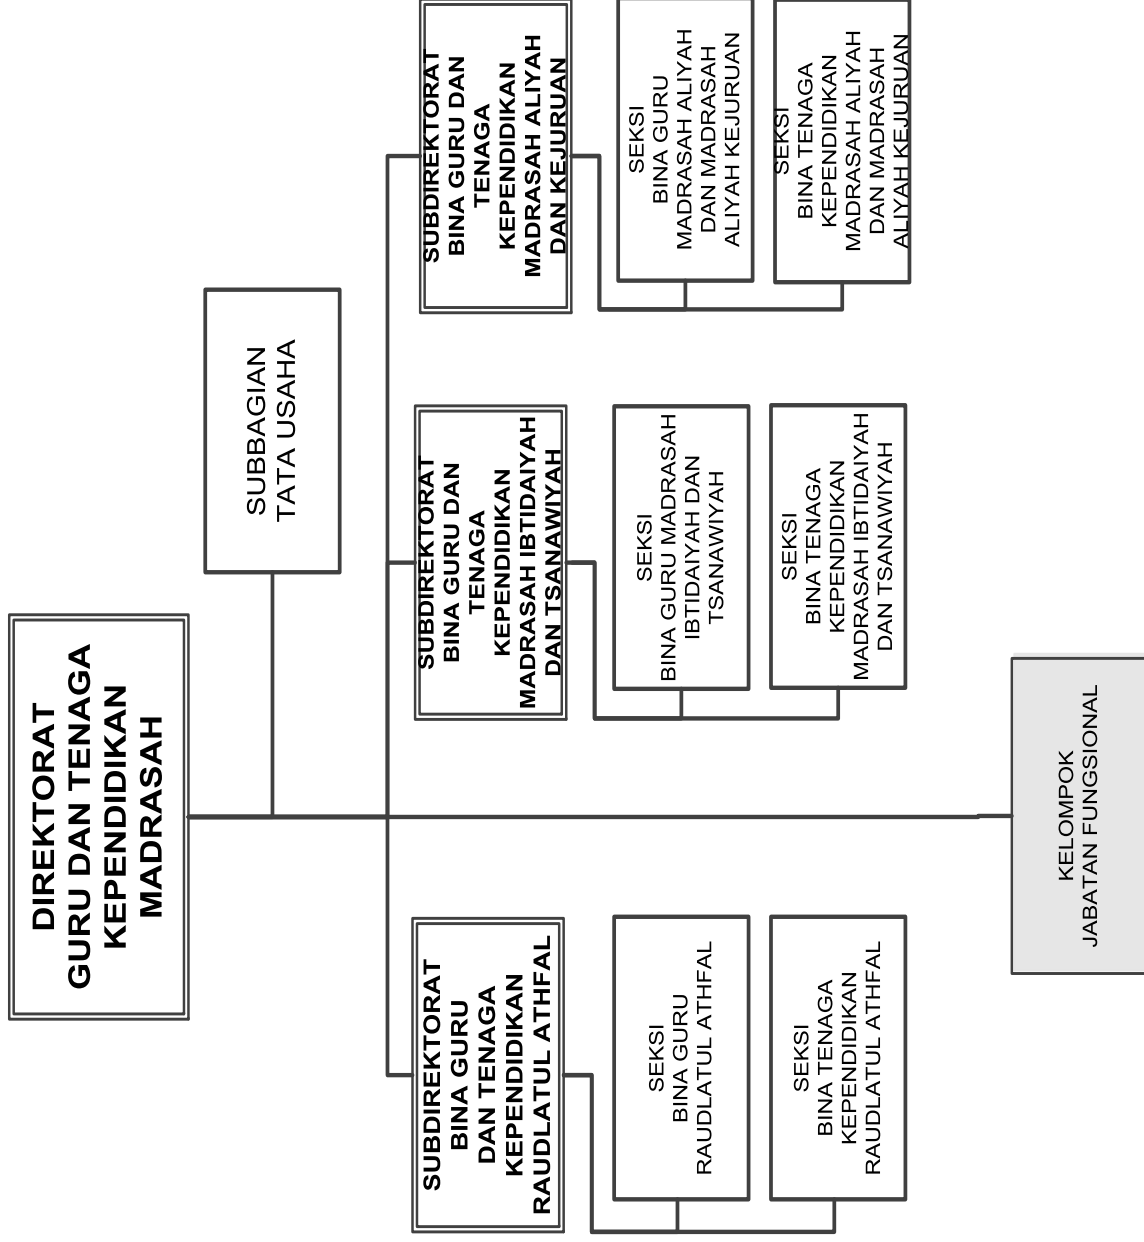 DIREKTORAT
GURU DAN TENAGA
KEPENDIDIKAN
MADRASAH
SUBBAGIAN
TATA USAHA
SUBDIREKTORAT
BINA GURU
DAN TENAGA
KEPENDIDIKAN
RAUDLATUL ATHFAL
SUBDIREKTORAT
BINA GURU DAN
TENAGA
KEPENDIDIKAN
MADRASAH IBTIDAIYAH
DAN TSANAWIYAH
SUBDIREKTORAT
BINA GURU DAN
TENAGA
KEPENDIDIKAN
MADRASAH ALIYAH
DAN KEJURUAN
SEKSI
BINA GURU
RAUDLATUL ATHFAL
SEKSI
BINA GURU MADRASAH
IBTIDAIYAH DAN
TSANAWIYAH
SEKSI
BINA GURU
MADRASAH ALIYAH
DAN MADRASAH
ALIYAH KEJURUAN
SEKSI
BINA TENAGA
KEPENDIDIKAN
RAUDLATUL ATHFAL
SEKSI
BINA TENAGA
KEPENDIDIKAN
MADRASAH IBTIDAIYAH
DAN TSANAWIYAH
SEKSI
BINA TENAGA
KEPENDIDIKAN
MADRASAH ALIYAH
DAN MADRASAH
ALIYAH KEJURUAN
KELOMPOK
JABATAN FUNGSIONAL